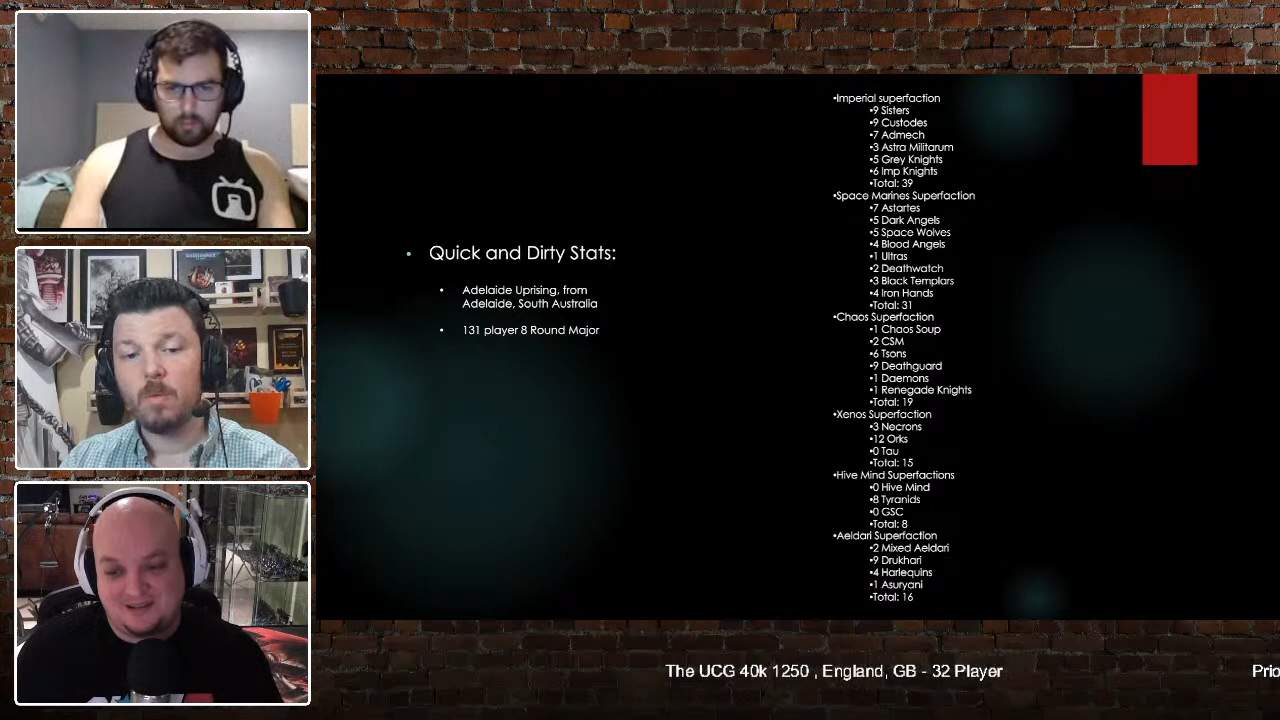 Quick and Dirty Stats:
Adelaide Uprising, from
Adelaide, South Australia
131 player 8 Round Major
•Imperial superfaction
•9 Sisters
•9 Custodes
•7 Admech
•3 Astra Militarum
•5 Grey Knights
•6 Imp Knights
•Total: 39
•Space Marines Superfaction
•7 Astartes
•5 Dark Angels
•5 Space Wolves
•4 Blood Angels
•1 Ultras
•2 Deathwatch
•3 Black Templars
•4 Iron Hands
•Total: 31
•Chaos Superfaction
•1 Chaos Soup
•2 CSM
•6 Tsons
•9 Deathguard
•1 Daemons
•1 Renegade Knights
•Total: 19
•Xenos Superfaction
•3 Necrons
•12 Orks
•0 Tau
•Total: 15
•Hive Mind Superfactions
•0 Hive Mind
•8 Tyranids
•0 GSC
•Total: 8
•Aeldari Superfaction
•2 Mixed Aeldari
•9 Drukhari
•4 Harlequins
•1 Asuryani
•Total: 16
The UCG 40k 1250 , England, GB - 32 Player